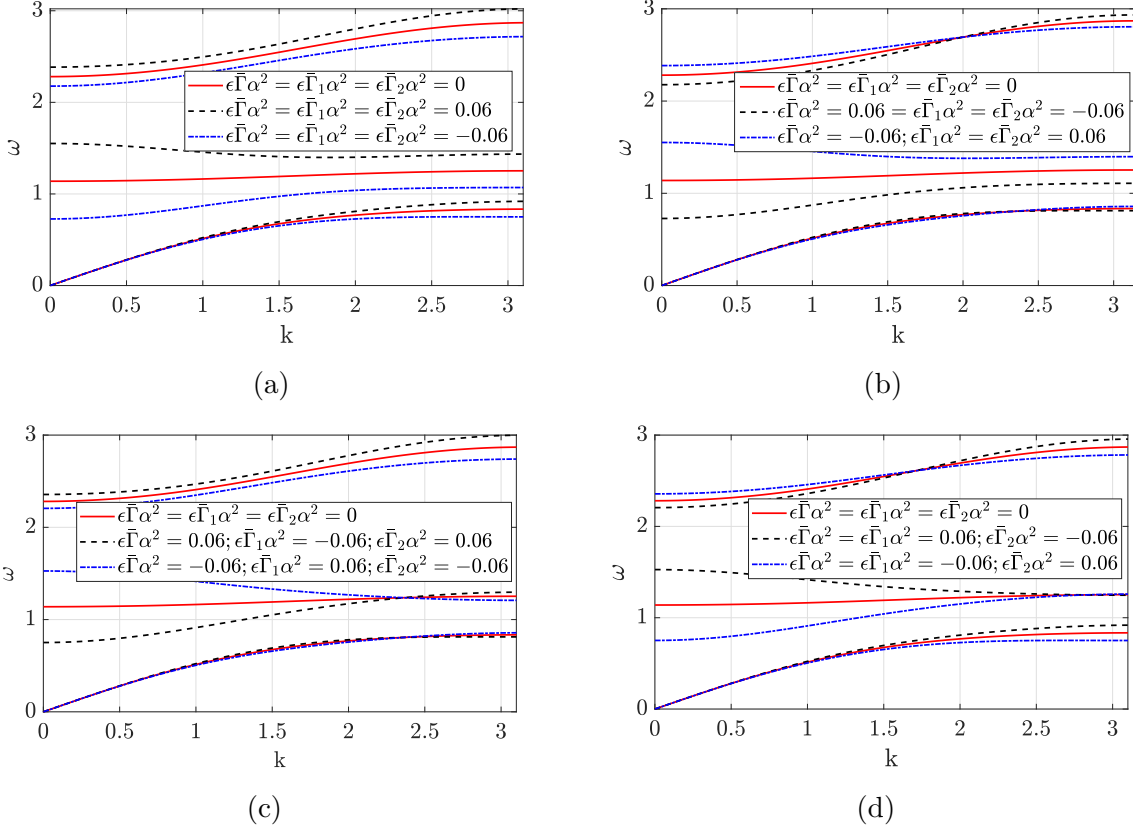 3
2
1
0
ω
0 0.5 1 1.5 2 2.5 3
k
ϵΓ̄α² = ϵΓ̄₁α² = ϵΓ̄₂α² = 0
ϵΓ̄α² = ϵΓ̄₁α² = ϵΓ̄₂α² = 0.06
ϵΓ̄α² = ϵΓ̄₁α² = ϵΓ̄₂α² = −0.06
(a)
3
2
1
0
ω
0 0.5 1 1.5 2 2.5 3
k
ϵΓ̄α² = ϵΓ̄₁α² = ϵΓ̄₂α² = 0
ϵΓ̄α² = 0.06 = ϵΓ̄₁α² = ϵΓ̄₂α² = −0.06
ϵΓ̄α² = −0.06; ϵΓ̄₁α² = ϵΓ̄₂α² = 0.06
(b)
3
2
1
0
ω
0 0.5 1 1.5 2 2.5 3
k
ϵΓ̄α² = ϵΓ̄₁α² = ϵΓ̄₂α² = 0
ϵΓ̄α² = 0.06; ϵΓ̄₁α² = −0.06; ϵΓ̄₂α² = 0.06
ϵΓ̄α² = −0.06; ϵΓ̄₁α² = 0.06; ϵΓ̄₂α² = −0.06
(c)
3
2
1
0
ω
0 0.5 1 1.5 2 2.5 3
k
ϵΓ̄α² = ϵΓ̄₁α² = ϵΓ̄₂α² = 0
ϵΓ̄α² = ϵΓ̄₁α² = 0.06; ϵΓ̄₂α² = −0.06
ϵΓ̄α² = ϵΓ̄₁α² = −0.06; ϵΓ̄₂α² = 0.06
(d)